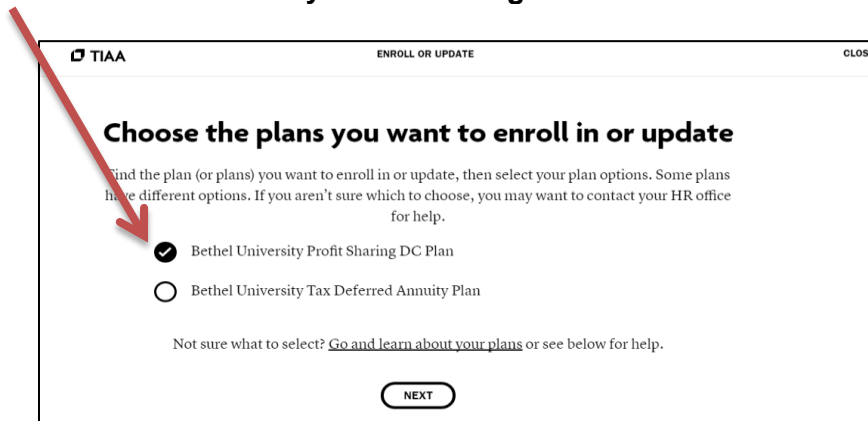 TIAA
ENROLL OR UPDATE
CLOS
Choose the plans you want to enroll in or update
Find the plan (or plans) you want to enroll in or update, then select your plan options. Some plans
have different options. If you aren't sure which to choose, you may want to contact your HR office
for help.
Bethel University Profit Sharing DC Plan
Bethel University Tax Deferred Annuity Plan
Not sure what to select? Go and learn about your plans or see below for help.
NEXT